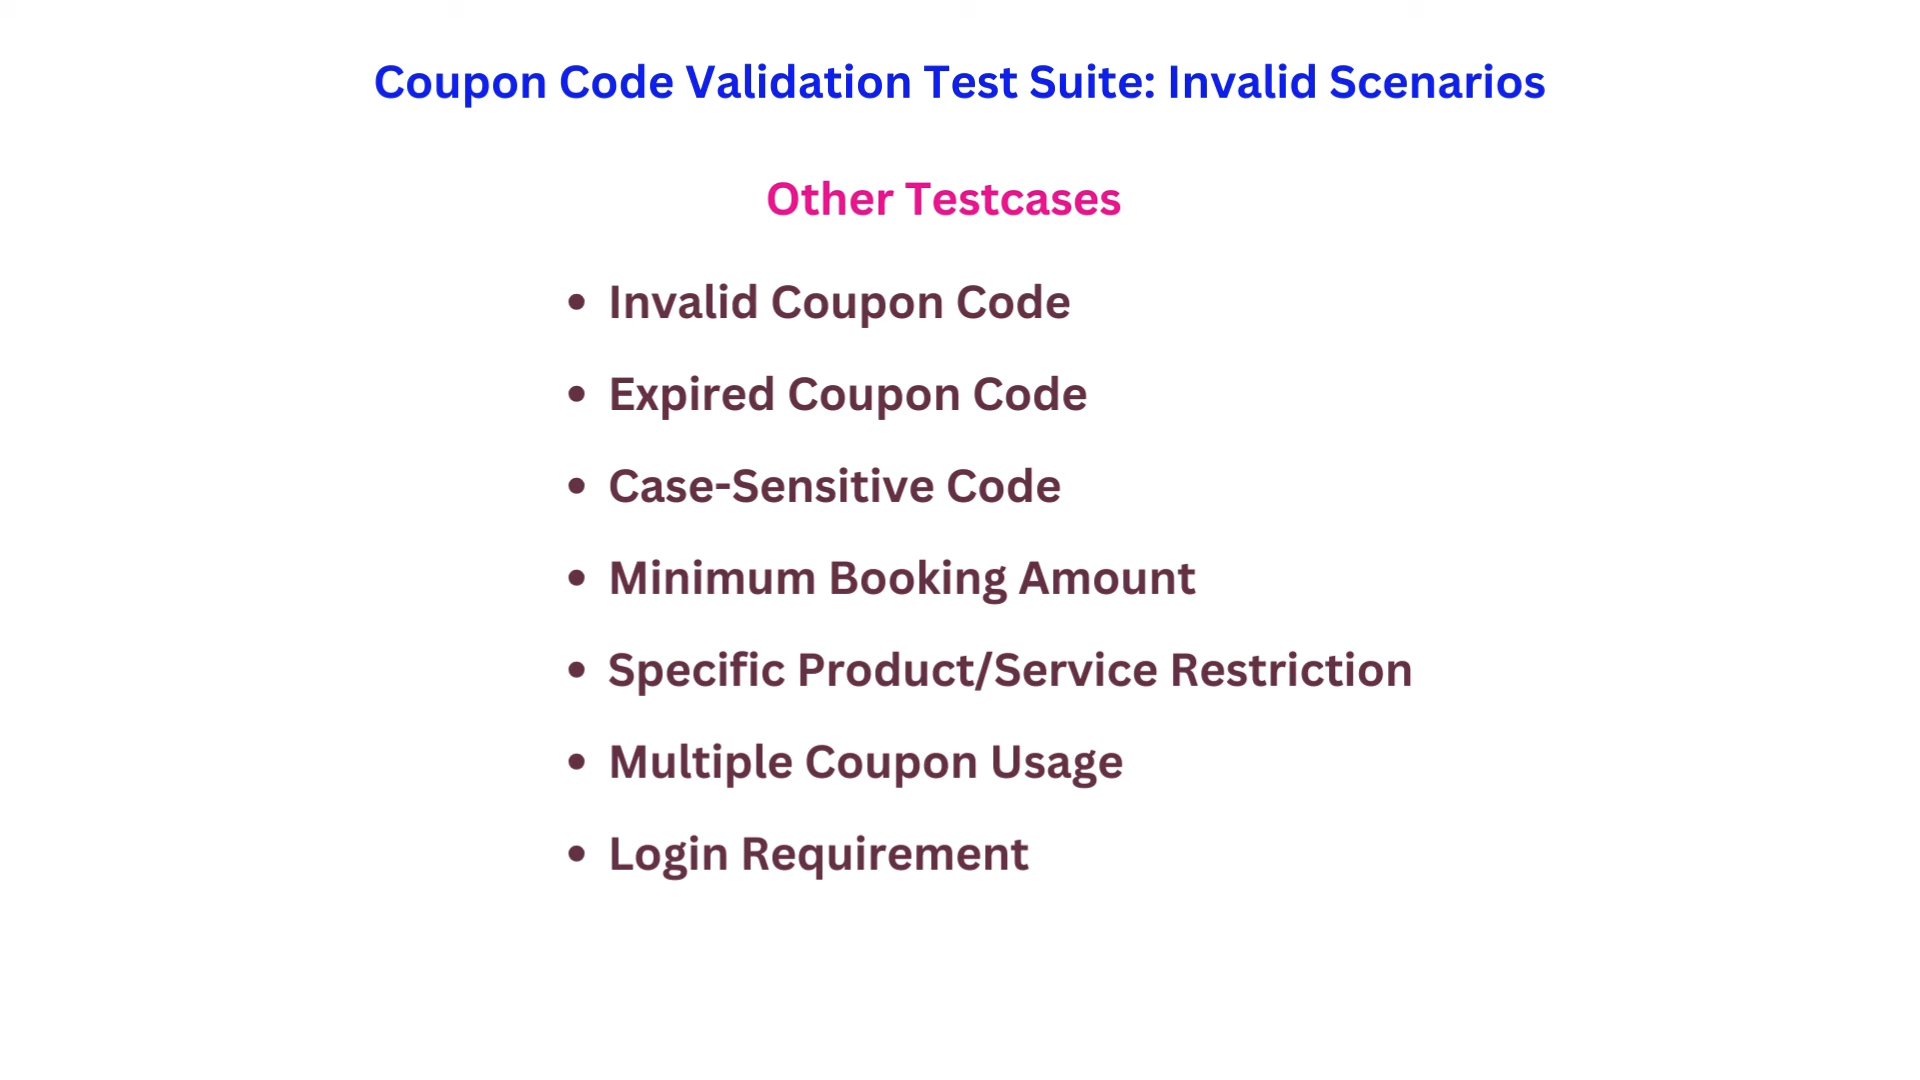 Coupon Code Validation Test Suite: Invalid Scenarios
Other Testcases
• Invalid Coupon Code
• Expired Coupon Code
• Case-Sensitive Code
• Minimum Booking Amount
• Specific Product/Service Restriction
• Multiple Coupon Usage
• Login Requirement